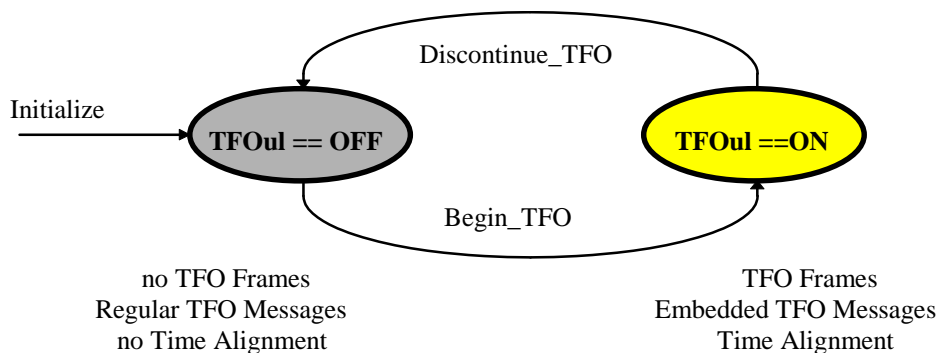 Discontinue_TFO
Initialize
TFOul == OFF
TFOul ==ON
Begin_TFO
no TFO Frames
Regular TFO Messages
no Time Alignment
TFO Frames
Embedded TFO Messages
Time Alignment